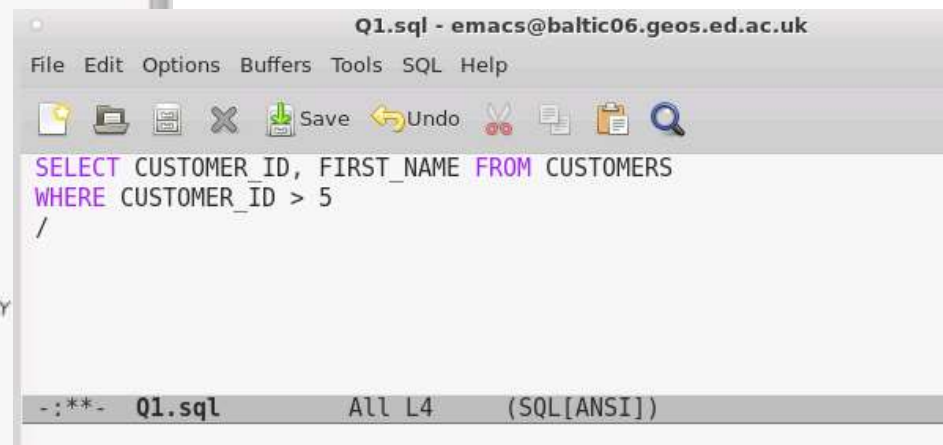 Q1.sql - emacs@baltic06.geos.ed.ac.uk
File Edit Options Buffers Tools SQL Help
Save Undo
SELECT CUSTOMER_ID, FIRST_NAME FROM CUSTOMERS
WHERE CUSTOMER_ID > 5
/
Y
-:**- Q1.sql All L4 (SQL[ANSI])